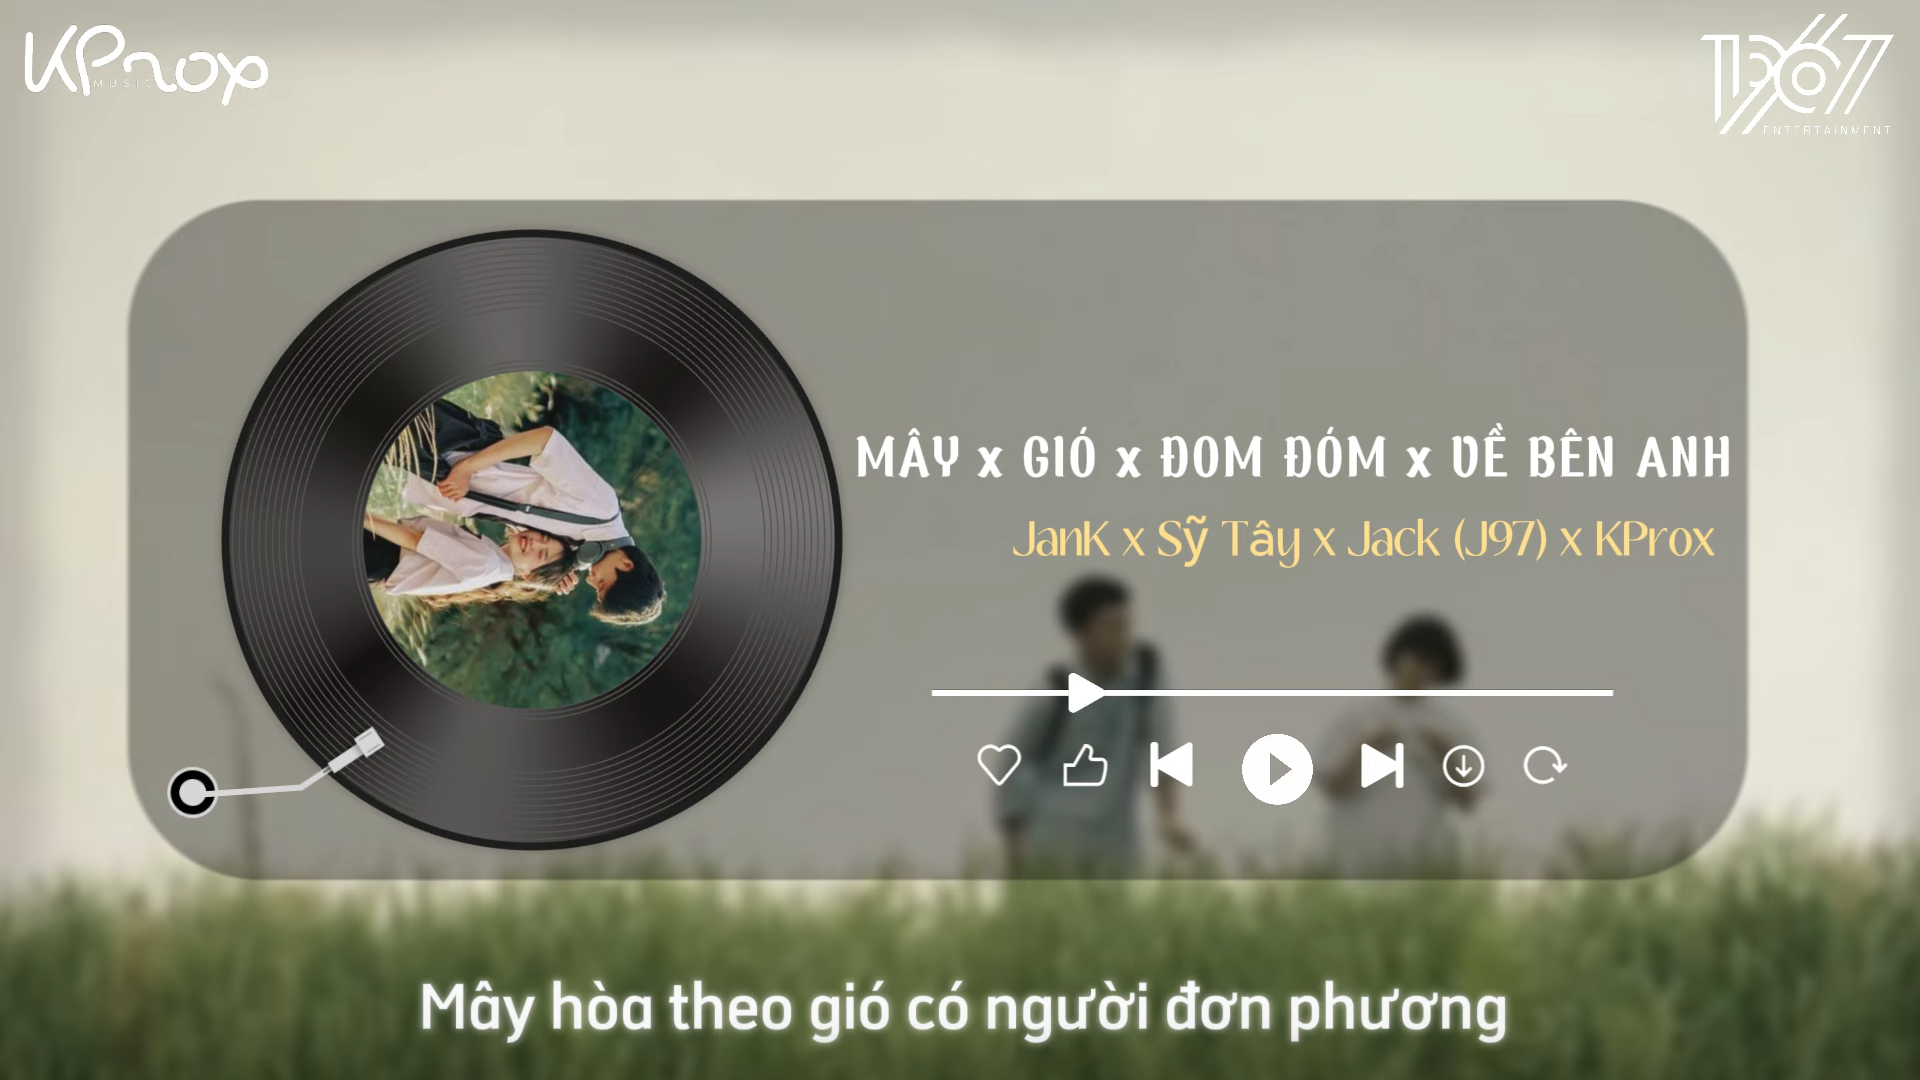 KProx
MUSIC
1967
ENTERTAINMENT
MÂY x GIÓ x ĐOM ĐÓM x VỀ BÊN ANH
JanK x Sỹ Tây x Jack (J97) x KProx
Mây hòa theo gió có người đơn phương